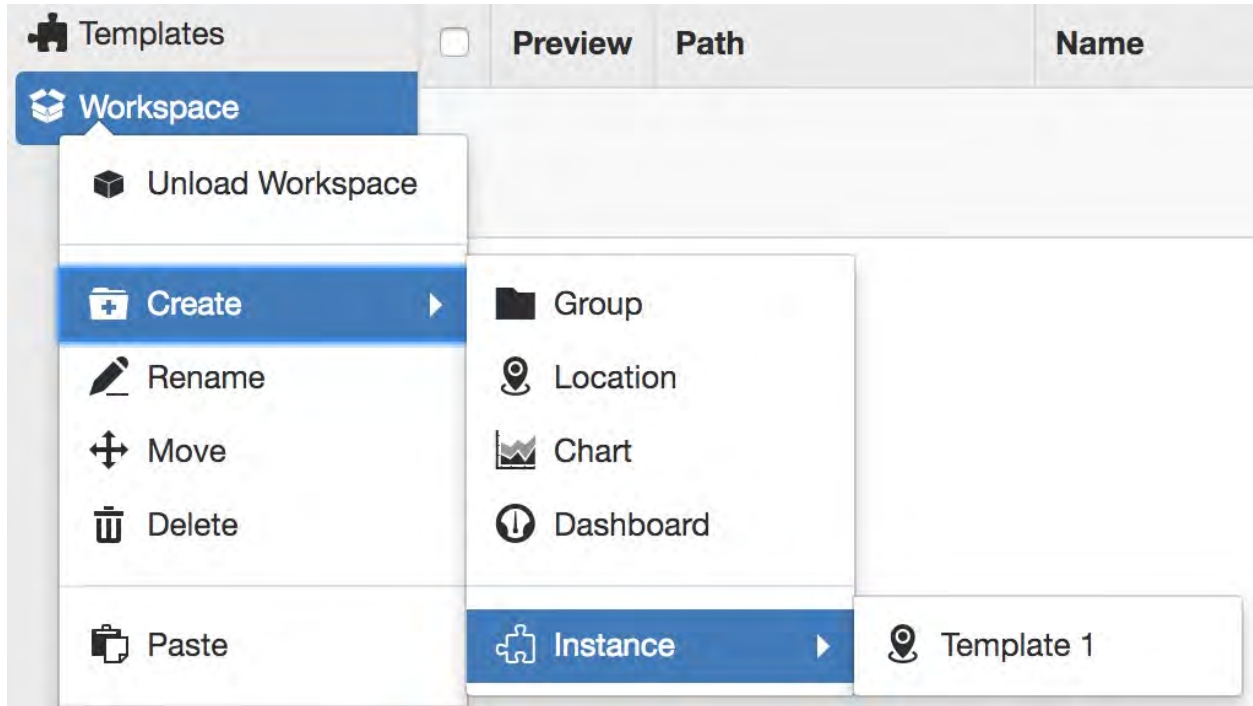 Templates
Preview Path Name
Workspace
Unload Workspace
Create
Group
Rename
Location
Move
Chart
Delete
Dashboard
Paste
Instance
Template 1